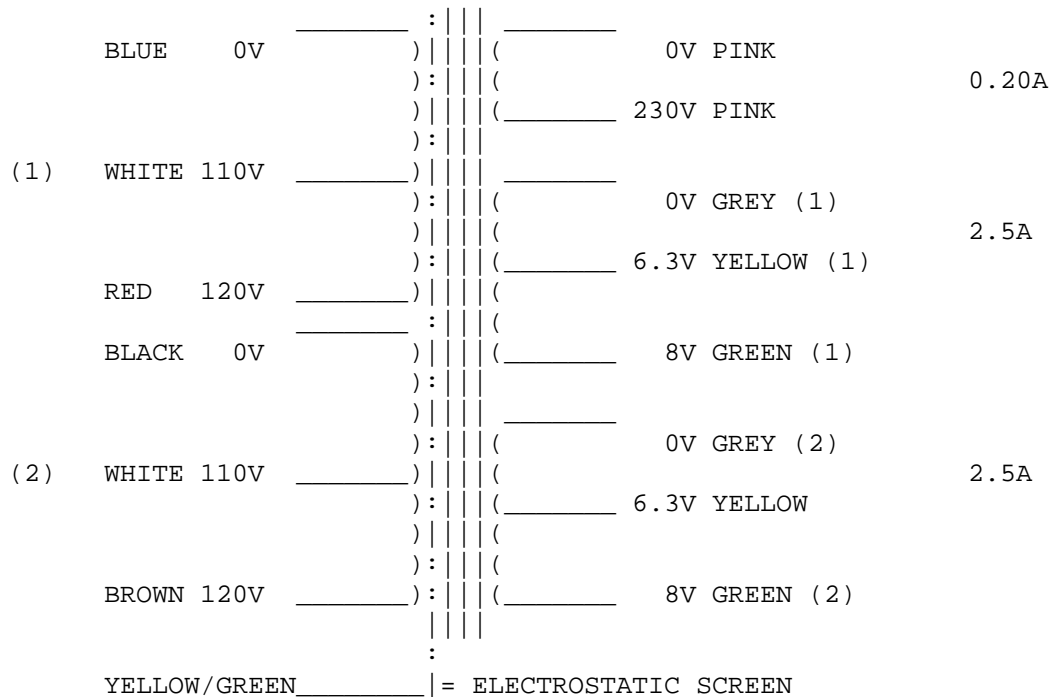 BLUE 0V 0V PINK
0.20A
230V PINK
(1) WHITE 110V
0V GREY (1)
2.5A
6.3V YELLOW (1)
RED 120V
BLACK 0V 8V GREEN (1)
0V GREY (2)
(2) WHITE 110V 2.5A
6.3V YELLOW
BROWN 120V 8V GREEN (2)
YELLOW/GREEN = ELECTROSTATIC SCREEN